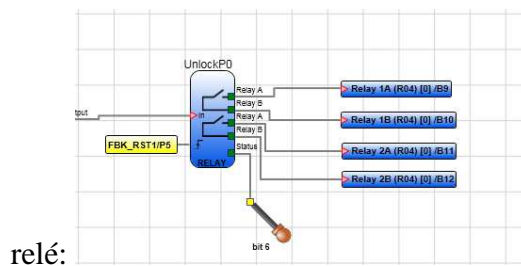 UnlockP0
Relay A
Relay B
Relay A
Relay B
Status
in
tput
FBK_RST1/P5
RELAY
Relay 1A (R04) [0] /B9
Relay 1B (R04) [0] /B10
Relay 2A (R04) [0] /B11
Relay 2B (R04) [0] /B12
bit 6
relé: